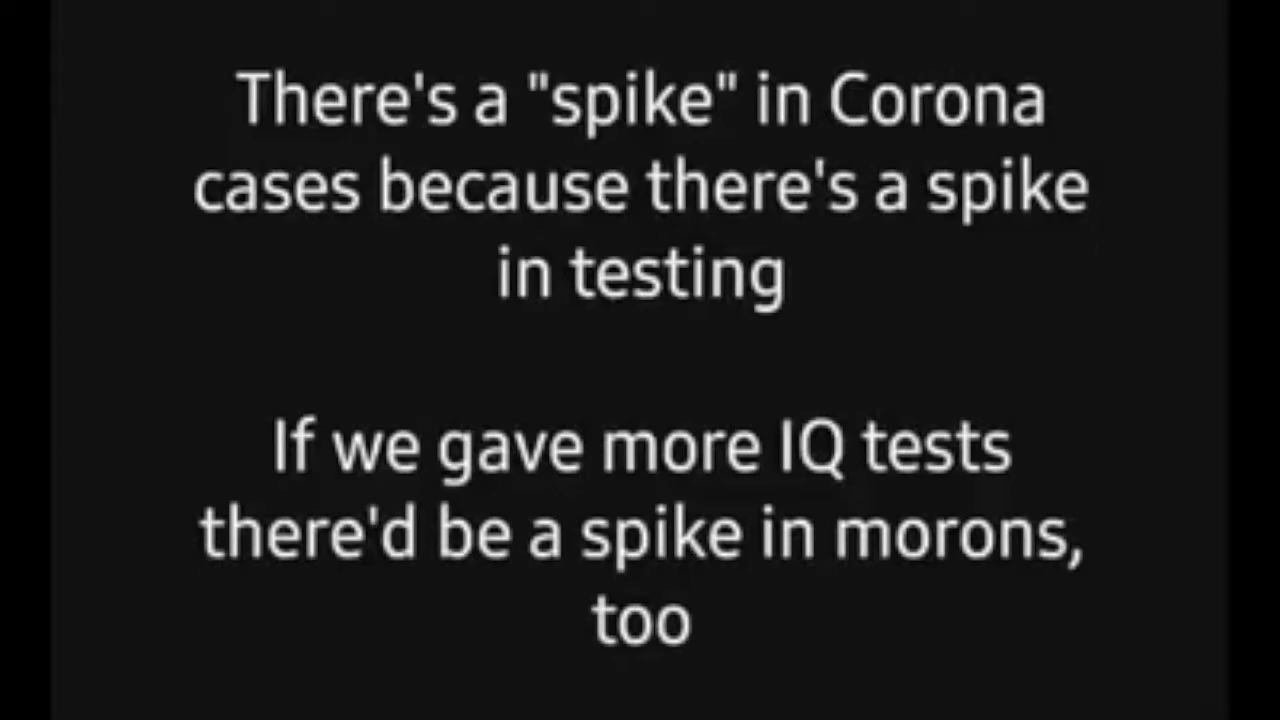 There's a "spike" in Corona
cases because there's a spike
in testing
If we gave more IQ tests
there'd be a spike in morons,
too